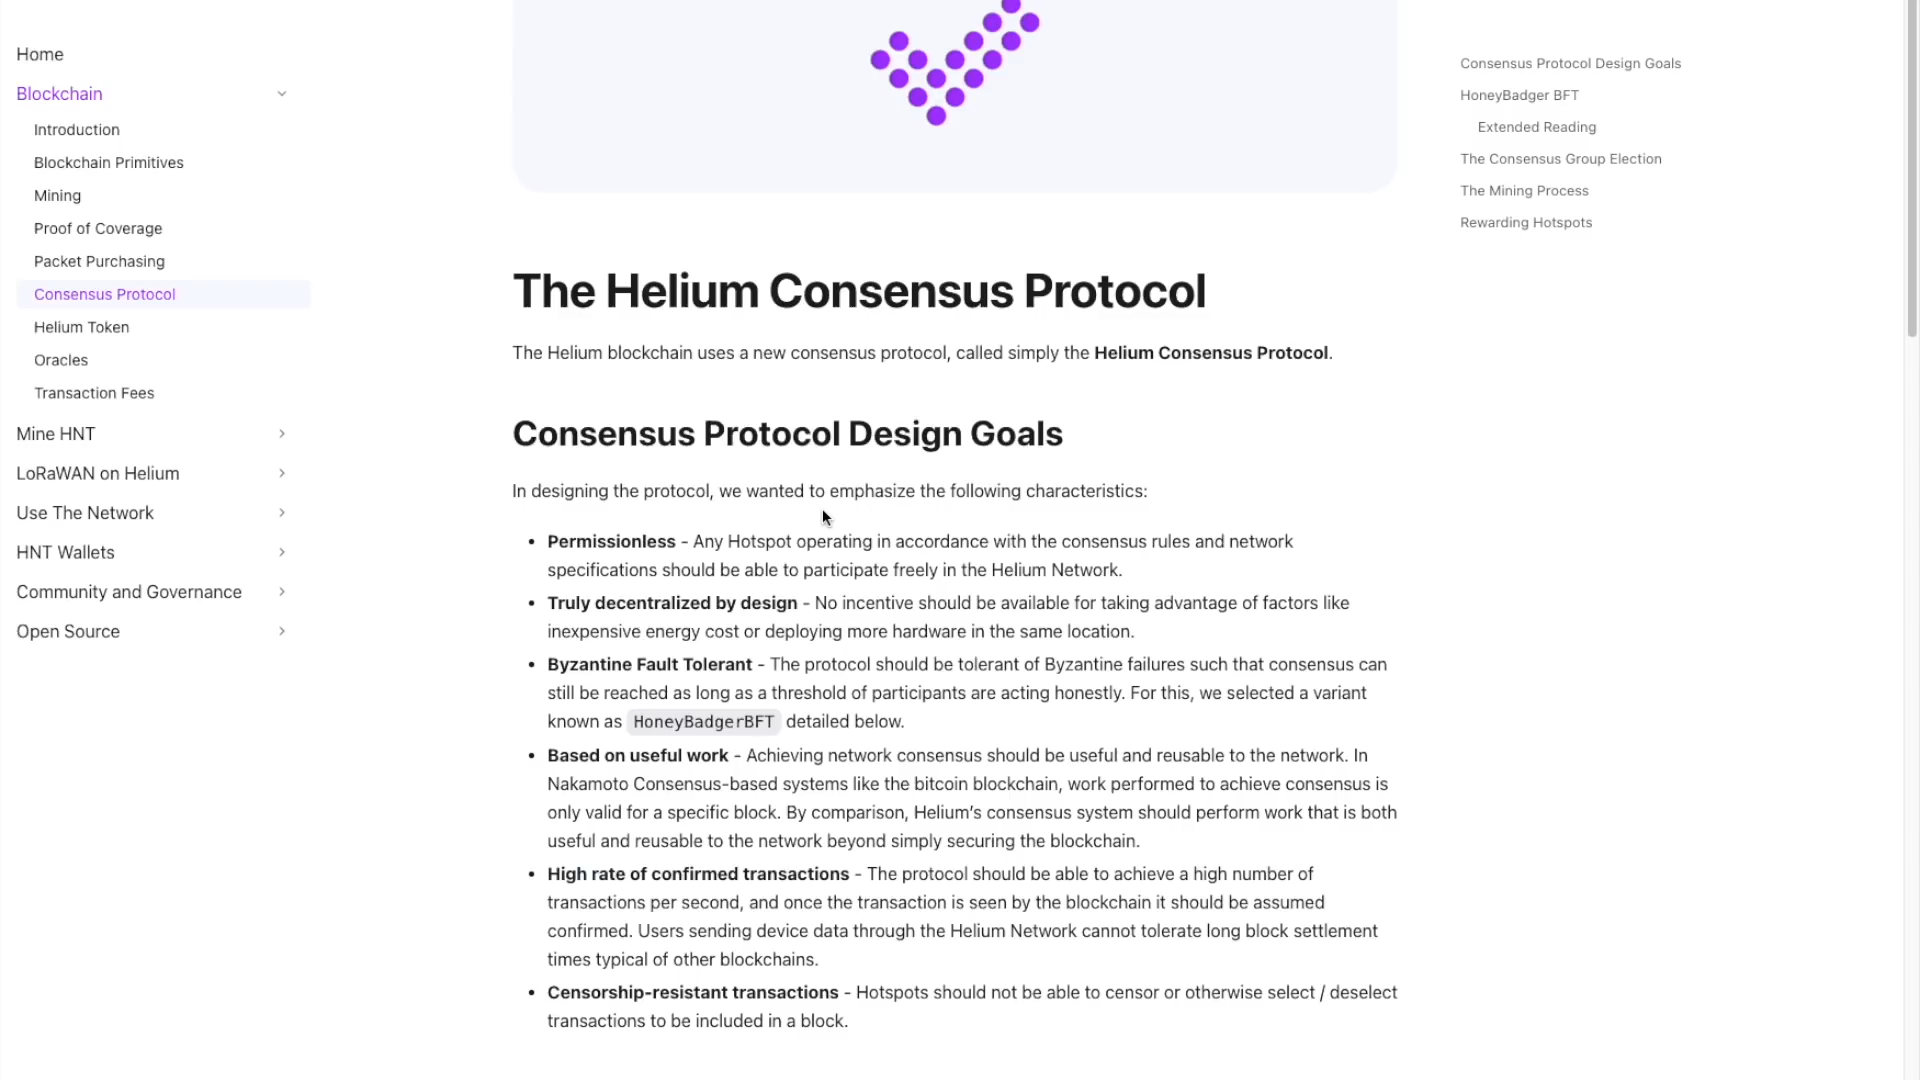 Home
Blockchain
Introduction
Blockchain Primitives
Mining
Proof of Coverage
Packet Purchasing
Consensus Protocol
Helium Token
Oracles
Transaction Fees
Mine HNT
LoRaWAN on Helium
Use The Network
HNT Wallets
Community and Governance
Open Source
The Helium Consensus Protocol
The Helium blockchain uses a new consensus protocol, called simply the Helium Consensus Protocol.
Consensus Protocol Design Goals
In designing the protocol, we wanted to emphasize the following characteristics:
• Permissionless - Any Hotspot operating in accordance with the consensus rules and network
specifications should be able to participate freely in the Helium Network.
• Truly decentralized by design - No incentive should be available for taking advantage of factors like
inexpensive energy cost or deploying more hardware in the same location.
• Byzantine Fault Tolerant - The protocol should be tolerant of Byzantine failures such that consensus can
still be reached as long as a threshold of participants are acting honestly. For this, we selected a variant
known as HoneyBadgerBFT detailed below.
• Based on useful work - Achieving network consensus should be useful and reusable to the network. In
Nakamoto Consensus-based systems like the bitcoin blockchain, work performed to achieve consensus is
only valid for a specific block. By comparison, Helium’s consensus system should perform work that is both
useful and reusable to the network beyond simply securing the blockchain.
• High rate of confirmed transactions - The protocol should be able to achieve a high number of
transactions per second, and once the transaction is seen by the blockchain it should be assumed
confirmed. Users sending device data through the Helium Network cannot tolerate long block settlement
times typical of other blockchains.
• Censorship-resistant transactions - Hotspots should not be able to censor or otherwise select / deselect
transactions to be included in a block.
Consensus Protocol Design Goals
HoneyBadger BFT
Extended Reading
The Consensus Group Election
The Mining Process
Rewarding Hotspots